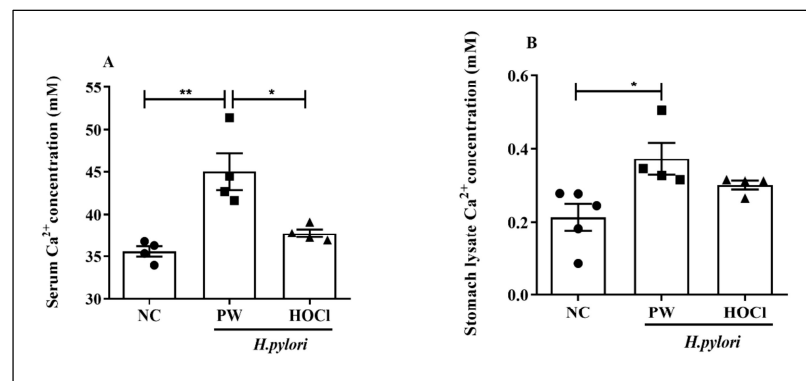 A
Serum Ca²⁺ concentration (mM)
55
50
45
40
35
30
**
*
NC
PW
HOCl
H.pylori
B
Stomach lysate Ca²⁺ concentration (mM)
0.6
0.4
0.2
0.0
*
NC
PW
HOCl
H.pylori